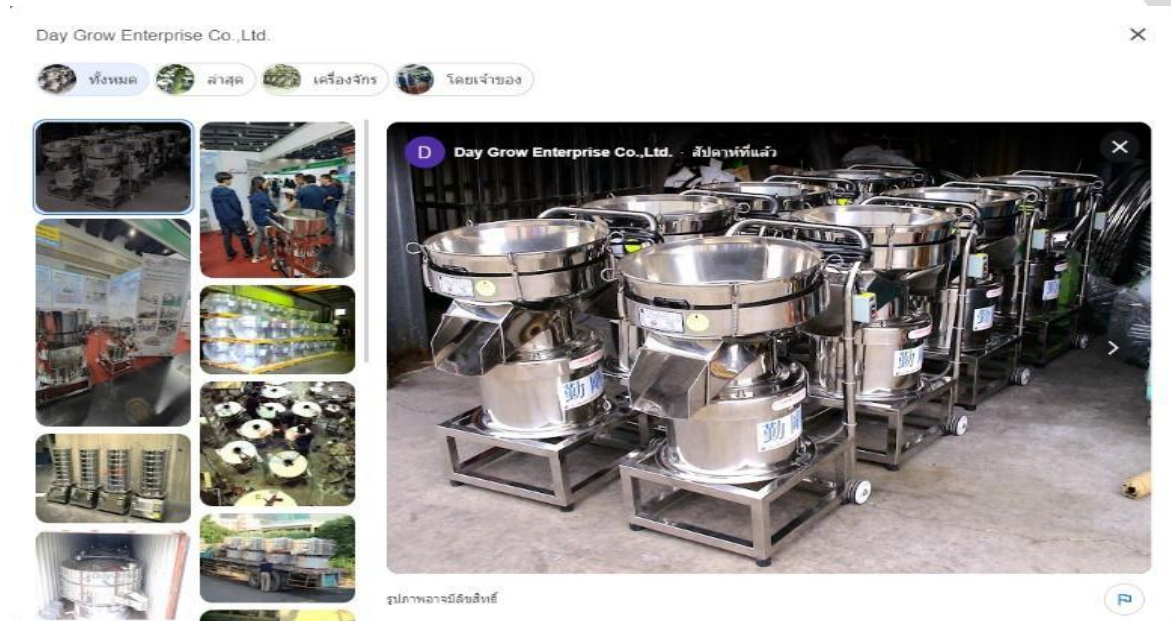 Day Grow Enterprise Co.,Ltd.
ทั้งหมด
ล่าสุด
เครื่องจักร
โดยเจ้าของ
D
Day Grow Enterprise Co.,Ltd. · สัปดาห์ที่แล้ว
勤
勤
勤
รูปภาพอาจมีลิขสิทธิ์